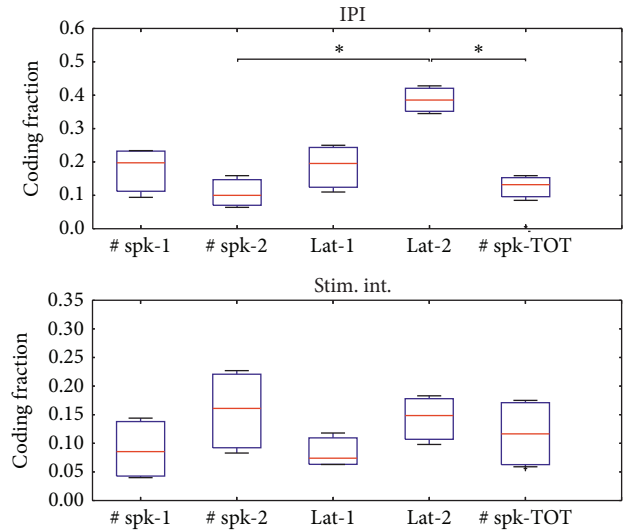 IPI
Coding fraction
0.6
0.5
0.4
0.3
0.2
0.1
0.0
* *
# spk-1 # spk-2 Lat-1 Lat-2 # spk-TOT
Stim. int.
Coding fraction
0.35
0.30
0.25
0.20
0.15
0.10
0.05
0.00
# spk-1 # spk-2 Lat-1 Lat-2 # spk-TOT